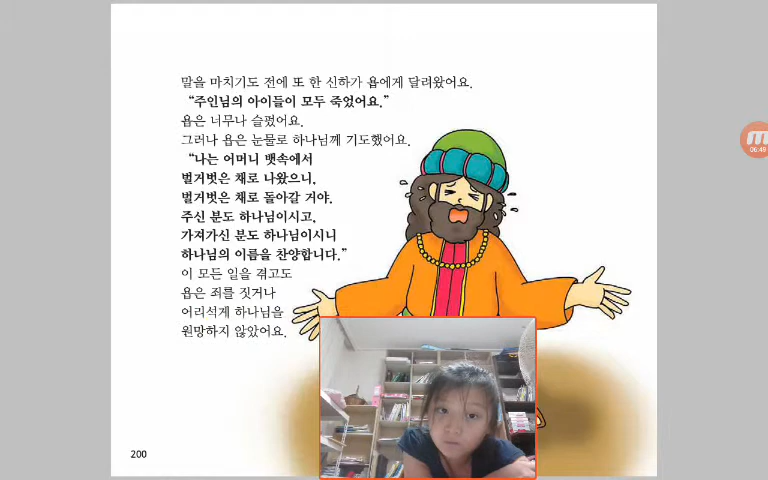 말을 마치기도 전에 또 한 신하가 욥에게 달려왔어요.
“주인님의 아이들이 모두 죽었어요.”
욥은 너무나 슬펐어요.
그러나 욥은 눈물로 하나님께 기도했어요.
“나는 어머니 뱃속에서
벌거벗은 채로 나왔으니,
벌거벗은 채로 돌아갈 거야.
주신 분도 하나님이시고,
가져가신 분도 하나님이시니
하나님의 이름을 찬양합니다.”
이 모든 일을 겪고도
욥은 죄를 짓거나
어리석게 하나님을
원망하지 않았어요.
200
M
06:49